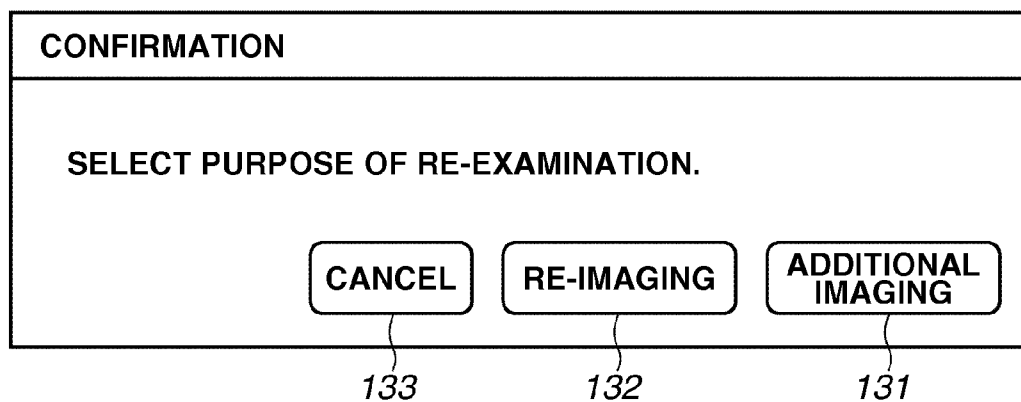 CONFIRMATION
SELECT PURPOSE OF RE-EXAMINATION.
CANCEL
RE-IMAGING
ADDITIONAL
IMAGING
133
132
131